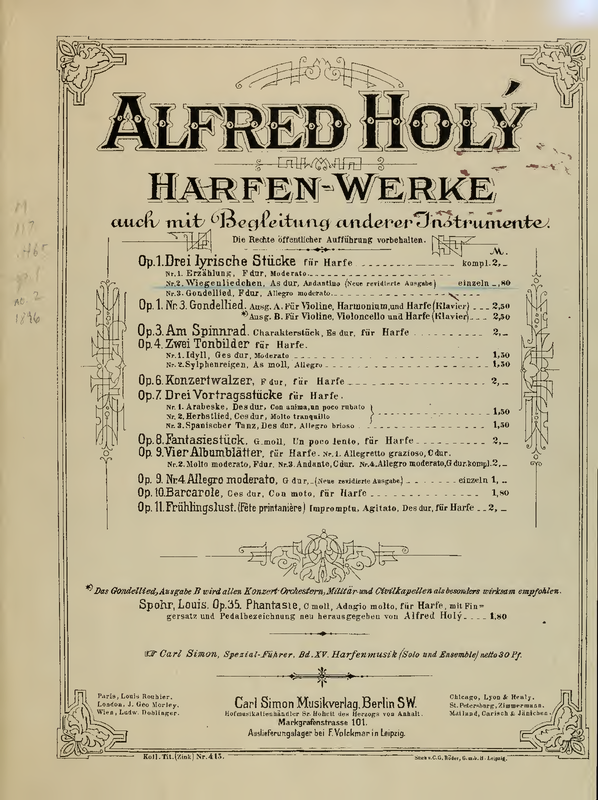 ALFRED HOLÝ
HARFEN-WERKE
auch mit Begleitung anderer Instrumente.
Die Rechte öffentlicher Aufführung vorbehalten.
M.
Op.1. Drei lyrische Stücke für Harfe kompl. 2,_
Nr.1. Erzählung, F dur, Moderato
Nr.2. Wiegenliedchen, As dur, Andantino (Neue revidierte Ausgabe) einzeln _,80
Nr.3. Gondellied, F dur, Allegro moderato
Op.1. Nr.3. Gondellied. Ausg. A. Für Violine, Harmonium, und Harfe (Klavier) 2,50
*) Ausg. B. Für Violine, Violoncello und Harfe (Klavier) 2,50
Op.3. Am Spinnrad. Charakterstück, Es dur, für Harfe 2,_
Op.4. Zwei Tonbilder für Harfe.
Nr.1. Idyll, Ges dur, Moderato 1,50
Nr.2. Sylphenreigen, As moll, Allegro 1,50
Op.6. Konzertwalzer, F dur, für Harfe 2,_
Op.7. Drei Vortragsstücke für Harfe.
Nr.1. Arabeske, Des dur, Con anima, un poco rubato
Nr.2. Herbstlied, Ces dur, Molto tranquillo 1,50
Nr.3. Spanischer Tanz, Des dur, Allegro brioso 1,50
Op.8. Fantasiestück, G. moll, Un poco lento, für Harfe 2,_
Op.9. Vier Albumblätter, für Harfe. Nr.1. Allegretto grazioso, C dur.
Nr.2. Molto moderato, F dur. Nr.3. Andante, C dur. Nr.4. Allegro moderato, G dur. kompl. 2,_
Op.9. Nr.4 Allegro moderato, G dur, (Neue revidierte Ausgabe) einzeln 1,_
Op.10. Barcarole, Ces dur, Con moto, für Harfe 1,80
Op.11. Frühlingslust. (Fête printanière) Impromptu, Agitato, Des dur, für Harfe 2,_
*) Das Gondellied, Ausgabe B wird allen Konzert-Orchestern, Militär- und Civilkapellen als besonders wirksam empfohlen.
Spohr, Louis, Op.35. Phantasie, C moll, Adagio molto, für Harfe, mit Fin=
gersatz und Pedalbezeichnung neu herausgegeben von Alfred Holý 1,80
☞ Carl Simon, Spezial-Führer, Bd. XV. Harfenmusik (Solo und Ensemble) netto 30 Pf.
Paris, Louis Rouhier.
London, J. Geo Morley.
Wien, Ludw. Doblinger.
Carl Simon Musikverlag, Berlin SW.
Hofmusikalienhändler Sr. Hoheit des Herzogs von Anhalt.
Markgrafenstrasse 101.
Auslieferungslager bei F. Volckmar in Leipzig.
Chicago, Lyon & Healy.
St. Petersburg, Zimmermann.
Mailand, Carisch & Jänichen.
Koll. Tit. (Zink) Nr. 415.
Stich v. C.G. Röder, G.m.b.H. Leipzig.
M
no. 2
1896